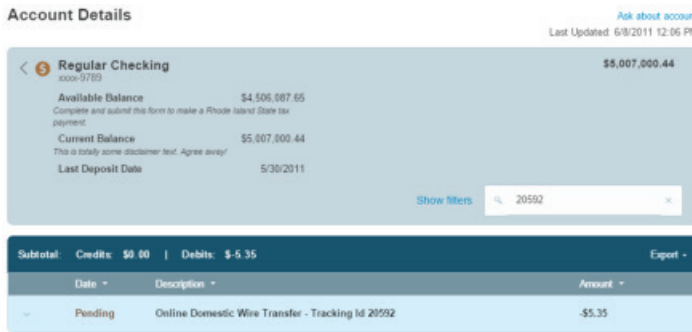 Account Details
Ask about accoun
Last Updated: 6/8/2011 12:06 PM
Regular Checking
$5,007,000.44
xxxx-9789
Available Balance $4,506,087.65
Complete and submit this form to make a Rhode Island State tax
payment.
Current Balance $5,007,000.44
This is totally some disclaimer text. Agree away!
Last Deposit Date 5/30/2011
Show filters 20592
Subtotal: Credits: $0.00 | Debits: $-5.35 Export
Date Description Amount
Pending Online Domestic Wire Transfer - Tracking Id 20592 -$5.35